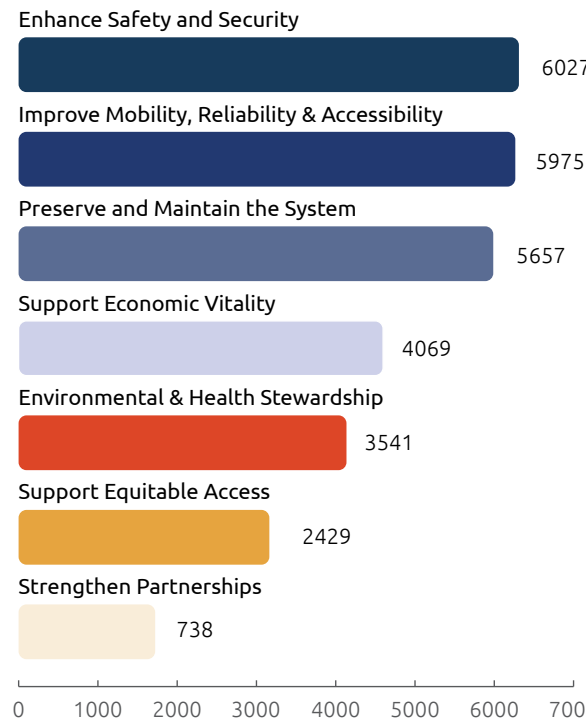 Enhance Safety and Security
6027
Improve Mobility, Reliability & Accessibility
5975
Preserve and Maintain the System
5657
Support Economic Vitality
4069
Environmental & Health Stewardship
3541
Support Equitable Access
2429
Strengthen Partnerships
738
0 1000 2000 3000 4000 5000 6000 700